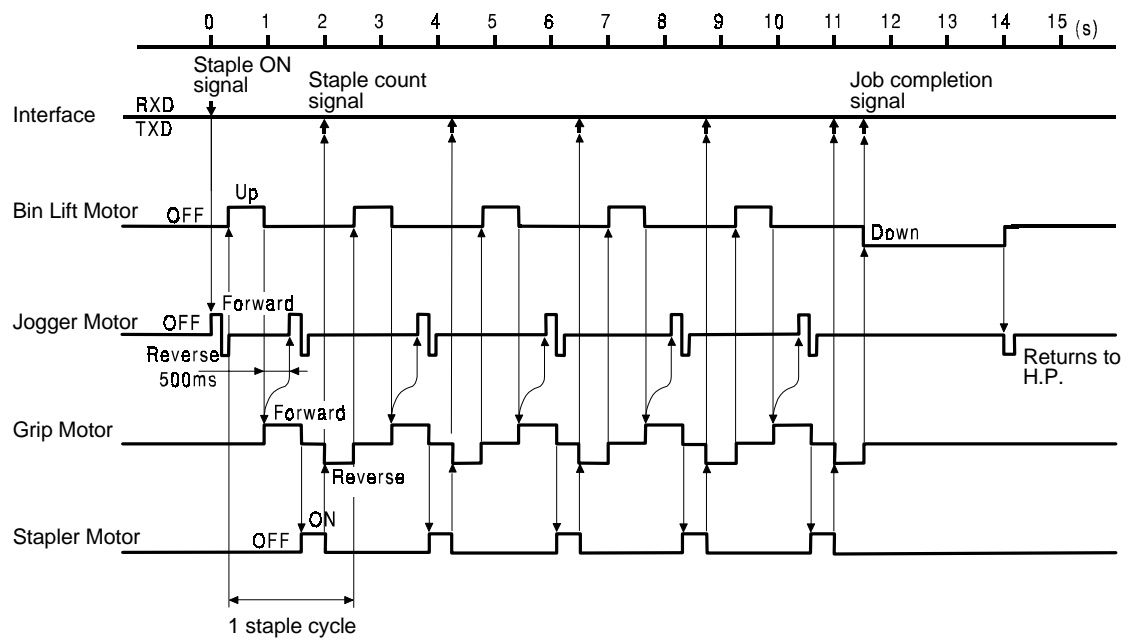 0 1 2 3 4 5 6 7 8 9 10 11 12 13 14 15 (s)
Staple ON
signal
Staple count
signal
Job completion
signal
Interface
RXD
TXD
Up
Bin Lift Motor
OFF
Down
Forward
Jogger Motor
OFF
Reverse
500ms
Returns to
H.P.
Forward
Grip Motor
Reverse
ON
Stapler Motor
OFF
1 staple cycle